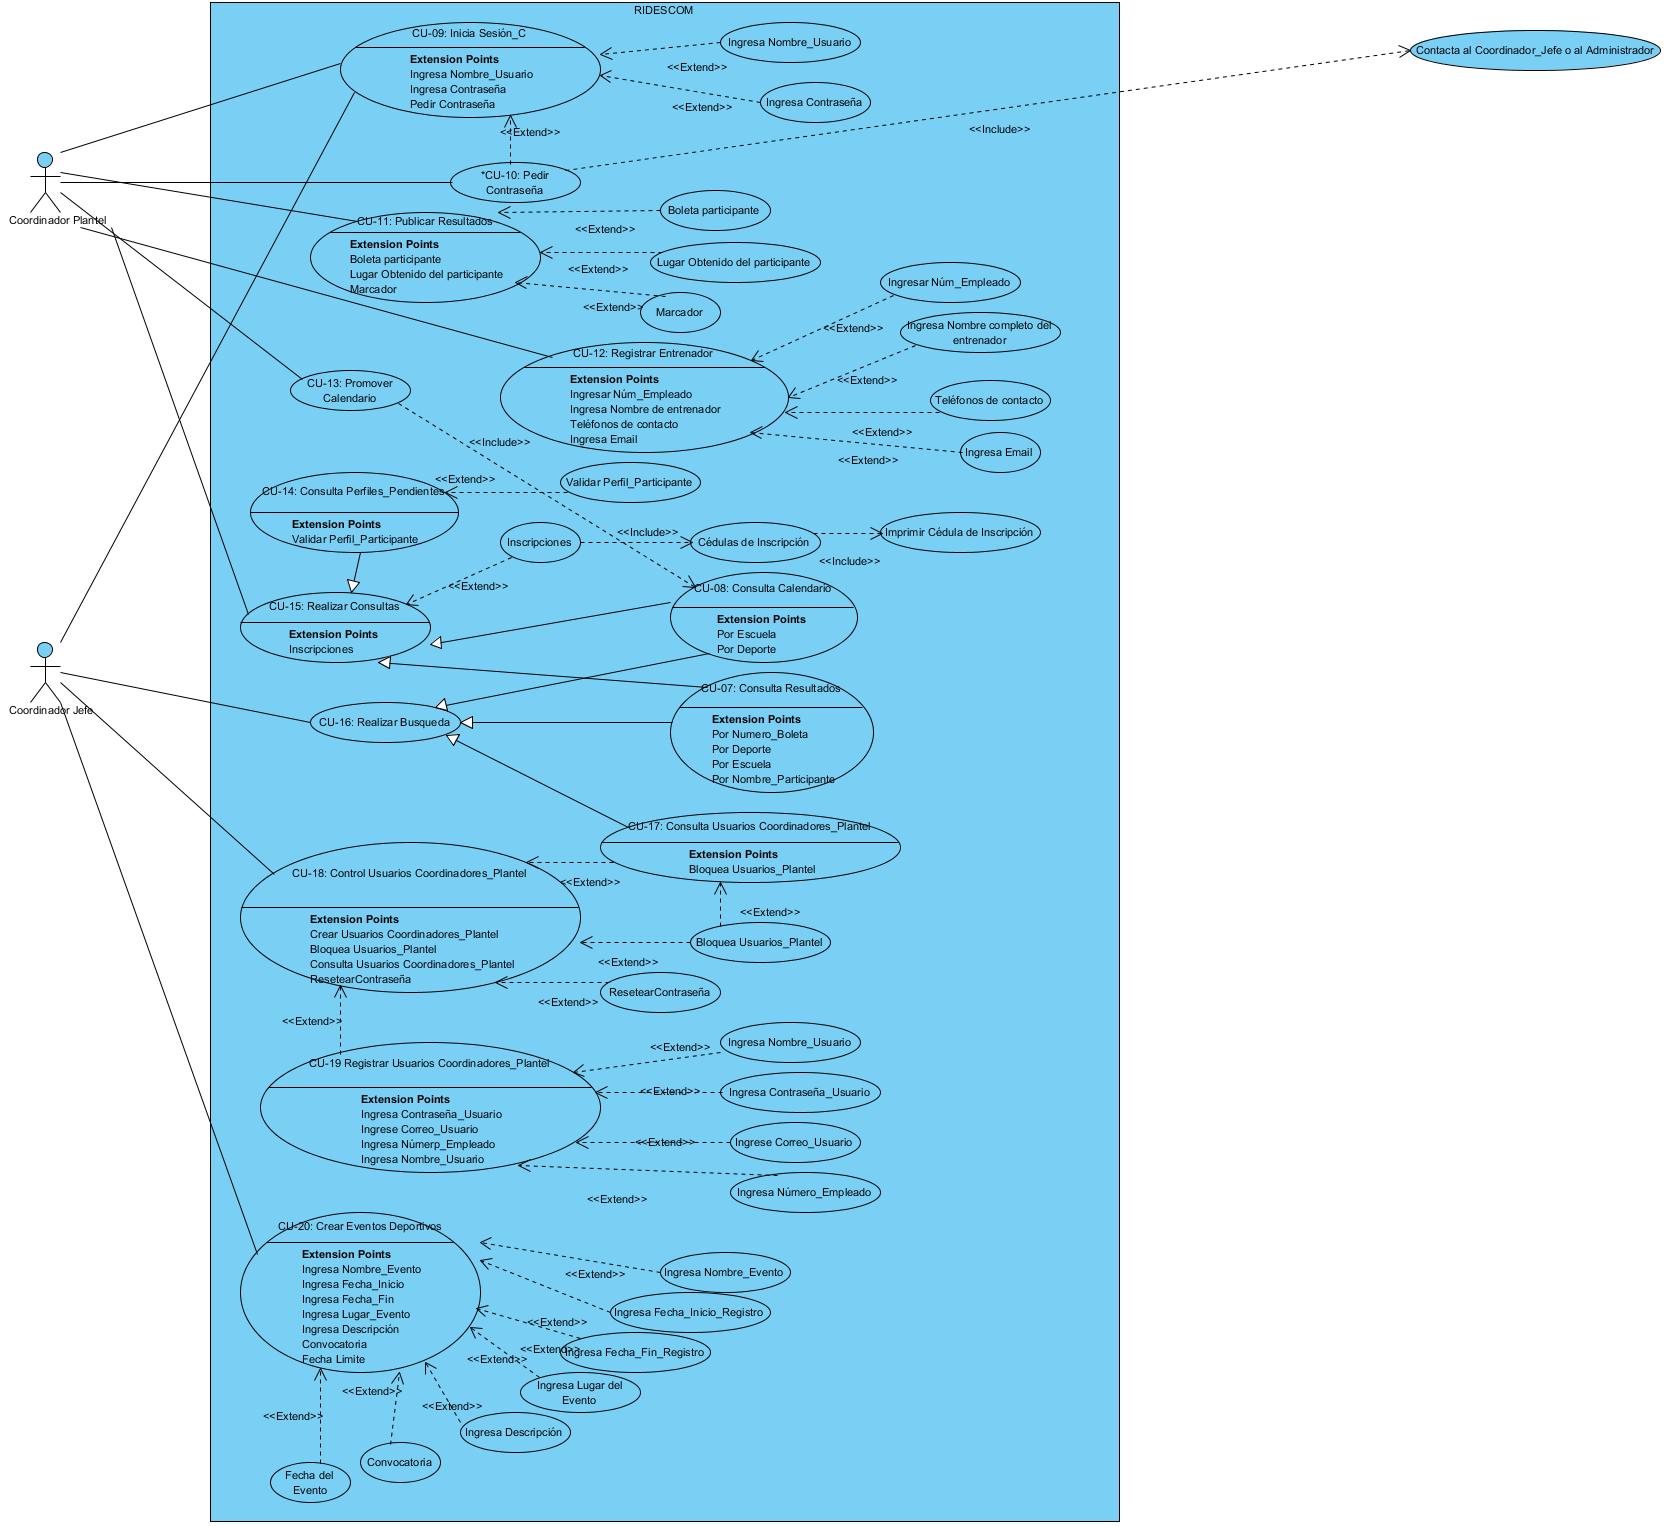 RIDESCOM
CU-09: Inicia Sesión_C
Extension Points
Ingresa Nombre_Usuario
Ingresa Contraseña
Pedir Contraseña
Ingresa Nombre_Usuario
<<Extend>>
Ingresa Contraseña
<<Extend>>
Contacta al Coordinador_Jefe o al Administrador
<<Include>>
<<Extend>>
*CU-10: Pedir
Contraseña
Coordinador Plantel
CU-11: Publicar Resultados
Extension Points
Boleta participante
Lugar Obtenido del participante
Marcador
Boleta participante
<<Extend>>
Lugar Obtenido del participante
<<Extend>>
Marcador
<<Extend>>
Ingresar Núm_Empleado
<<Extend>>
Ingresa Nombre completo del
entrenador
<<Extend>>
CU-12: Registrar Entrenador
Extension Points
Ingresar Núm_Empleado
Ingresa Nombre de entrenador
Teléfonos de contacto
Ingresa Email
Teléfonos de contacto
<<Extend>>
Ingresa Email
<<Extend>>
CU-13: Promover
Calendario
<<Include>>
CU-14: Consulta Perfiles_Pendientes
Extension Points
Validar Perfil_Participante
<<Extend>>
Validar Perfil_Participante
Inscripciones
<<Include>>
Cédulas de Inscripción
<<Include>>
Imprimir Cédula de Inscripción
<<Extend>>
CU-15: Realizar Consultas
Extension Points
Inscripciones
CU-08: Consulta Calendario
Extension Points
Por Escuela
Por Deporte
Coordinador Jefe
CU-16: Realizar Busqueda
CU-07: Consulta Resultados
Extension Points
Por Numero_Boleta
Por Deporte
Por Escuela
Por Nombre_Participante
CU-17: Consulta Usuarios Coordinadores_Plantel
Extension Points
Bloquea Usuarios_Plantel
CU-18: Control Usuarios Coordinadores_Plantel
Extension Points
Crear Usuarios Coordinadores_Plantel
Bloquea Usuarios_Plantel
Consulta Usuarios Coordinadores_Plantel
ResetearContraseña
<<Extend>>
<<Extend>>
Bloquea Usuarios_Plantel
<<Extend>>
ResetearContraseña
<<Extend>>
<<Extend>>
CU-19 Registrar Usuarios Coordinadores_Plantel
Extension Points
Ingresa Contraseña_Usuario
Ingrese Correo_Usuario
Ingresa Númerp_Empleado
Ingresa Nombre_Usuario
Ingresa Nombre_Usuario
<<Extend>>
Ingresa Contraseña_Usuario
<<Extend>>
Ingrese Correo_Usuario
<<Extend>>
Ingresa Número_Empleado
<<Extend>>
CU-20: Crear Eventos Deportivos
Extension Points
Ingresa Nombre_Evento
Ingresa Fecha_Inicio
Ingresa Fecha_Fin
Ingresa Lugar_Evento
Ingresa Descripción
Convocatoria
Fecha Limite
Ingresa Nombre_Evento
<<Extend>>
Ingresa Fecha_Inicio_Registro
<<Extend>>
Ingresa Fecha_Fin_Registro
<<Extend>>
Ingresa Lugar del
Evento
<<Extend>>
Ingresa Descripción
<<Extend>>
Convocatoria
<<Extend>>
Fecha del
Evento
<<Extend>>